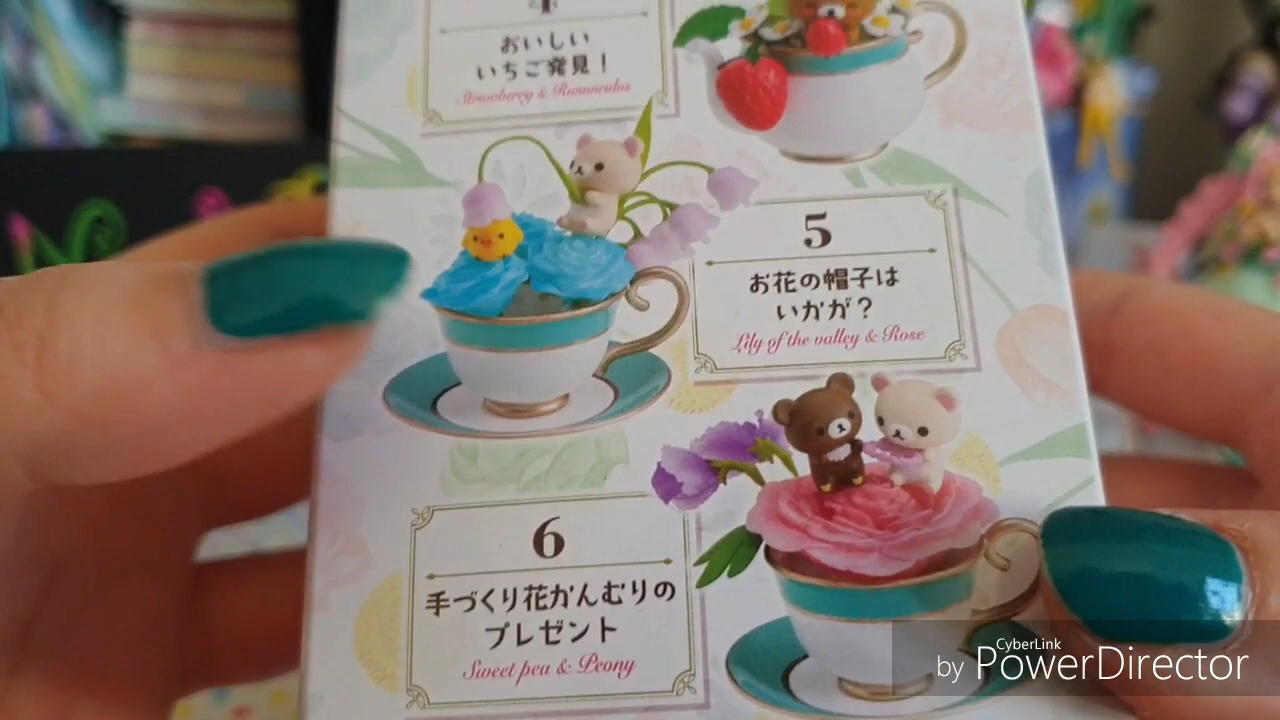 4
おいしい
いちご発見!
Strawberry & Ranunculus
5
お花の帽子は
いかが?
Lily of the valley & Rose
6
手づくり花かんむりの
プレゼント
Sweet pea & Peony
CyberLink
by PowerDirector